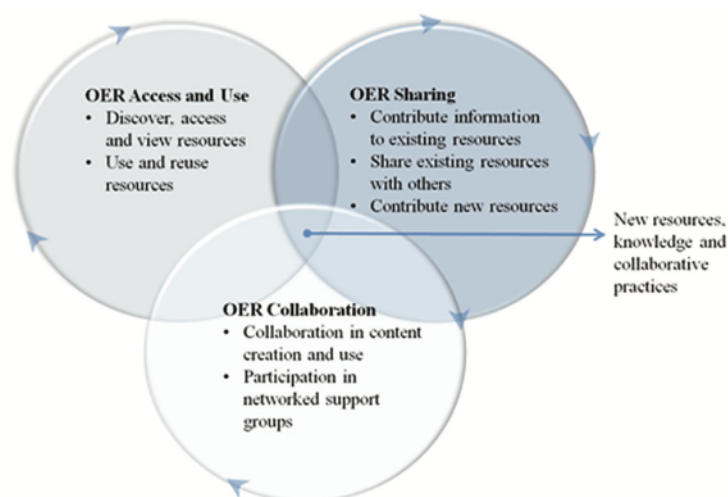 OER Access and Use
• Discover, access
and view resources
• Use and reuse
resources
OER Sharing
• Contribute information
to existing resources
• Share existing resources
with others
• Contribute new resources
New resources,
knowledge and
collaborative
practices
OER Collaboration
• Collaboration in content
creation and use
• Participation in
networked support
groups